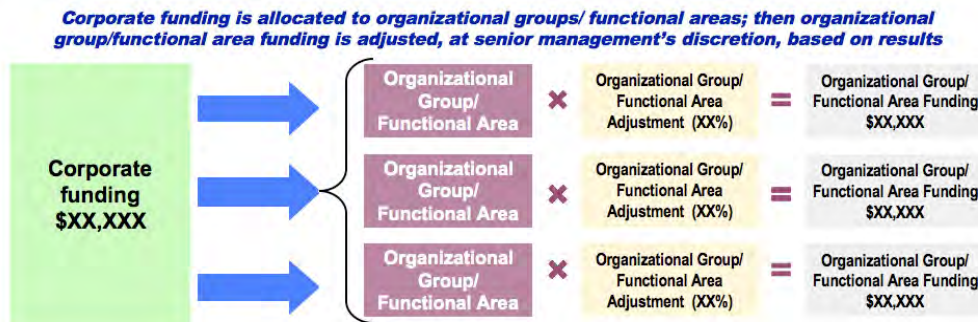 Corporate funding is allocated to organizational groups/ functional areas; then organizational
group/functional area funding is adjusted, at senior management's discretion, based on results
Corporate
funding
$XX,XXX
Organizational
Group/
Functional Area
×
Organizational Group/
Functional Area
Adjustment (XX%)
=
Organizational Group/
Functional Area Funding
$XX,XXX
Organizational
Group/
Functional Area
×
Organizational Group/
Functional Area
Adjustment (XX%)
=
Organizational Group/
Functional Area Funding
$XX,XXX
Organizational
Group/
Functional Area
×
Organizational Group/
Functional Area
Adjustment (XX%)
=
Organizational Group/
Functional Area Funding
$XX,XXX